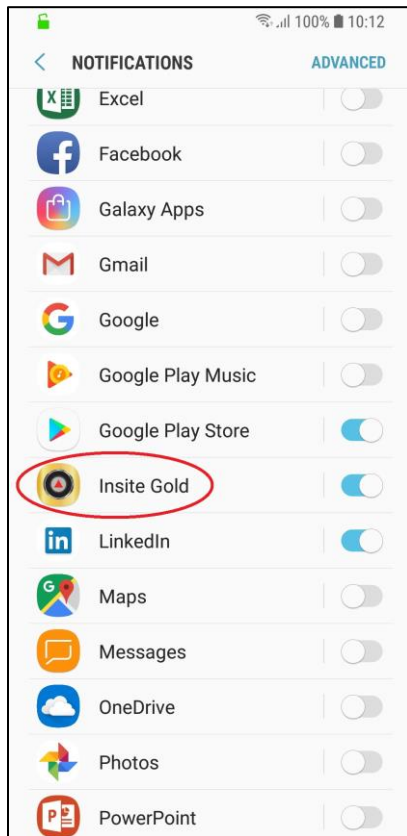 100% 10:12
NOTIFICATIONS ADVANCED
Excel
Facebook
Galaxy Apps
Gmail
Google
Google Play Music
Google Play Store
Insite Gold
in LinkedIn
G Maps
Messages
OneDrive
Photos
P PowerPoint